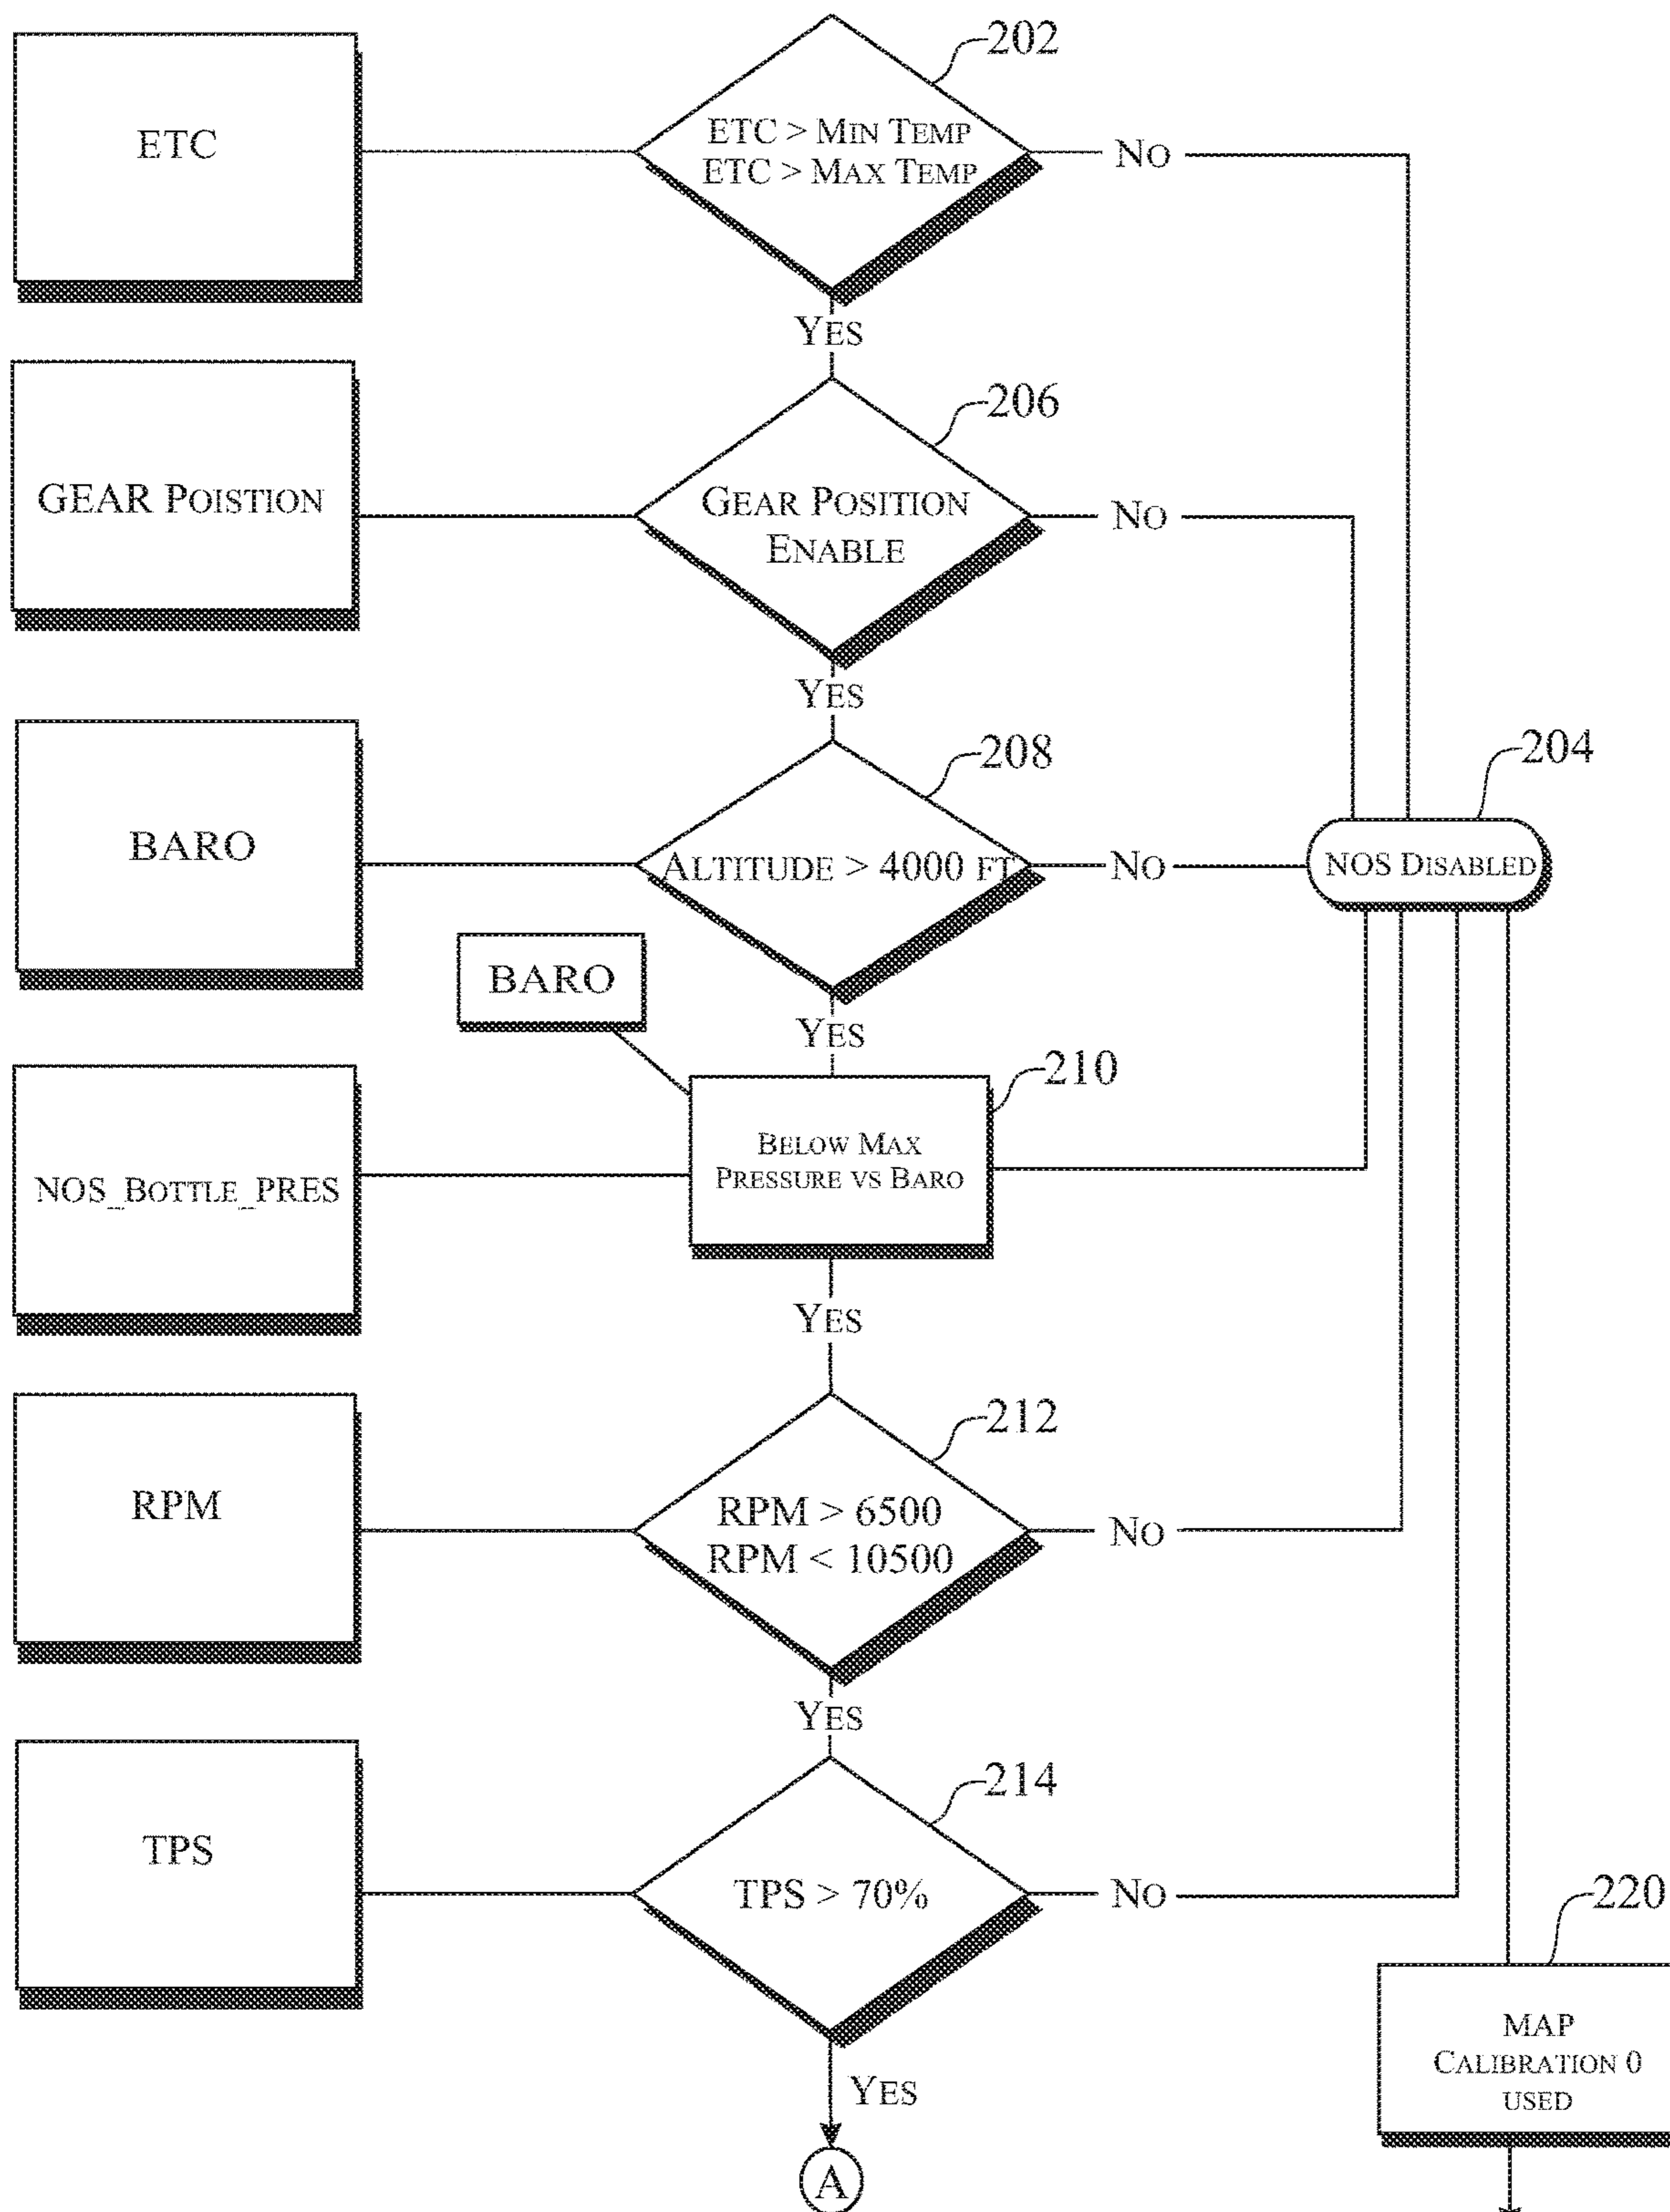 202
ETC
ETC > MIN TEMP
ETC > MAX TEMP
NO
YES
206
GEAR POISTION
GEAR POSITION
ENABLE
NO
YES
208
204
BARO
ALTITUDE > 4000 FT
NO
NOS DISABLED
BARO
YES
210
NOS_BOTTLE_PRES
BELOW MAX
PRESSURE VS BARO
YES
212
RPM
RPM > 6500
RPM < 10500
NO
YES
214
TPS
TPS > 70%
NO
220
MAP
CALIBRATION 0
USED
YES
A